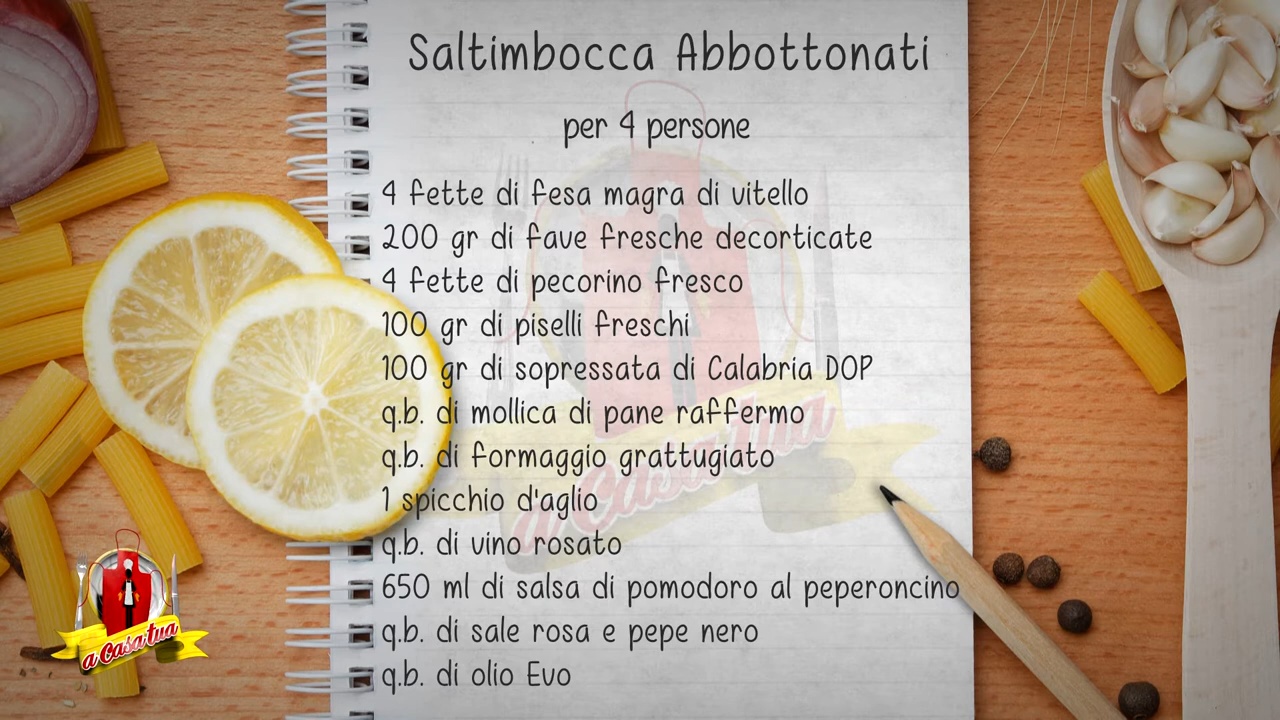 Saltimbocca Abbottonati
per 4 persone
4 fette di fesa magra di vitello
200 gr di fave fresche decorticate
4 fette di pecorino fresco
100 gr di piselli freschi
100 gr di sopressata di Calabria DOP
q.b. di mollica di pane raffermo
q.b. di formaggio grattugiato
1 spicchio d'aglio
q.b. di vino rosato
650 ml di salsa di pomodoro al peperoncino
q.b. di sale rosa e pepe nero
q.b. di olio Evo
a Casa tua
a Casa tua